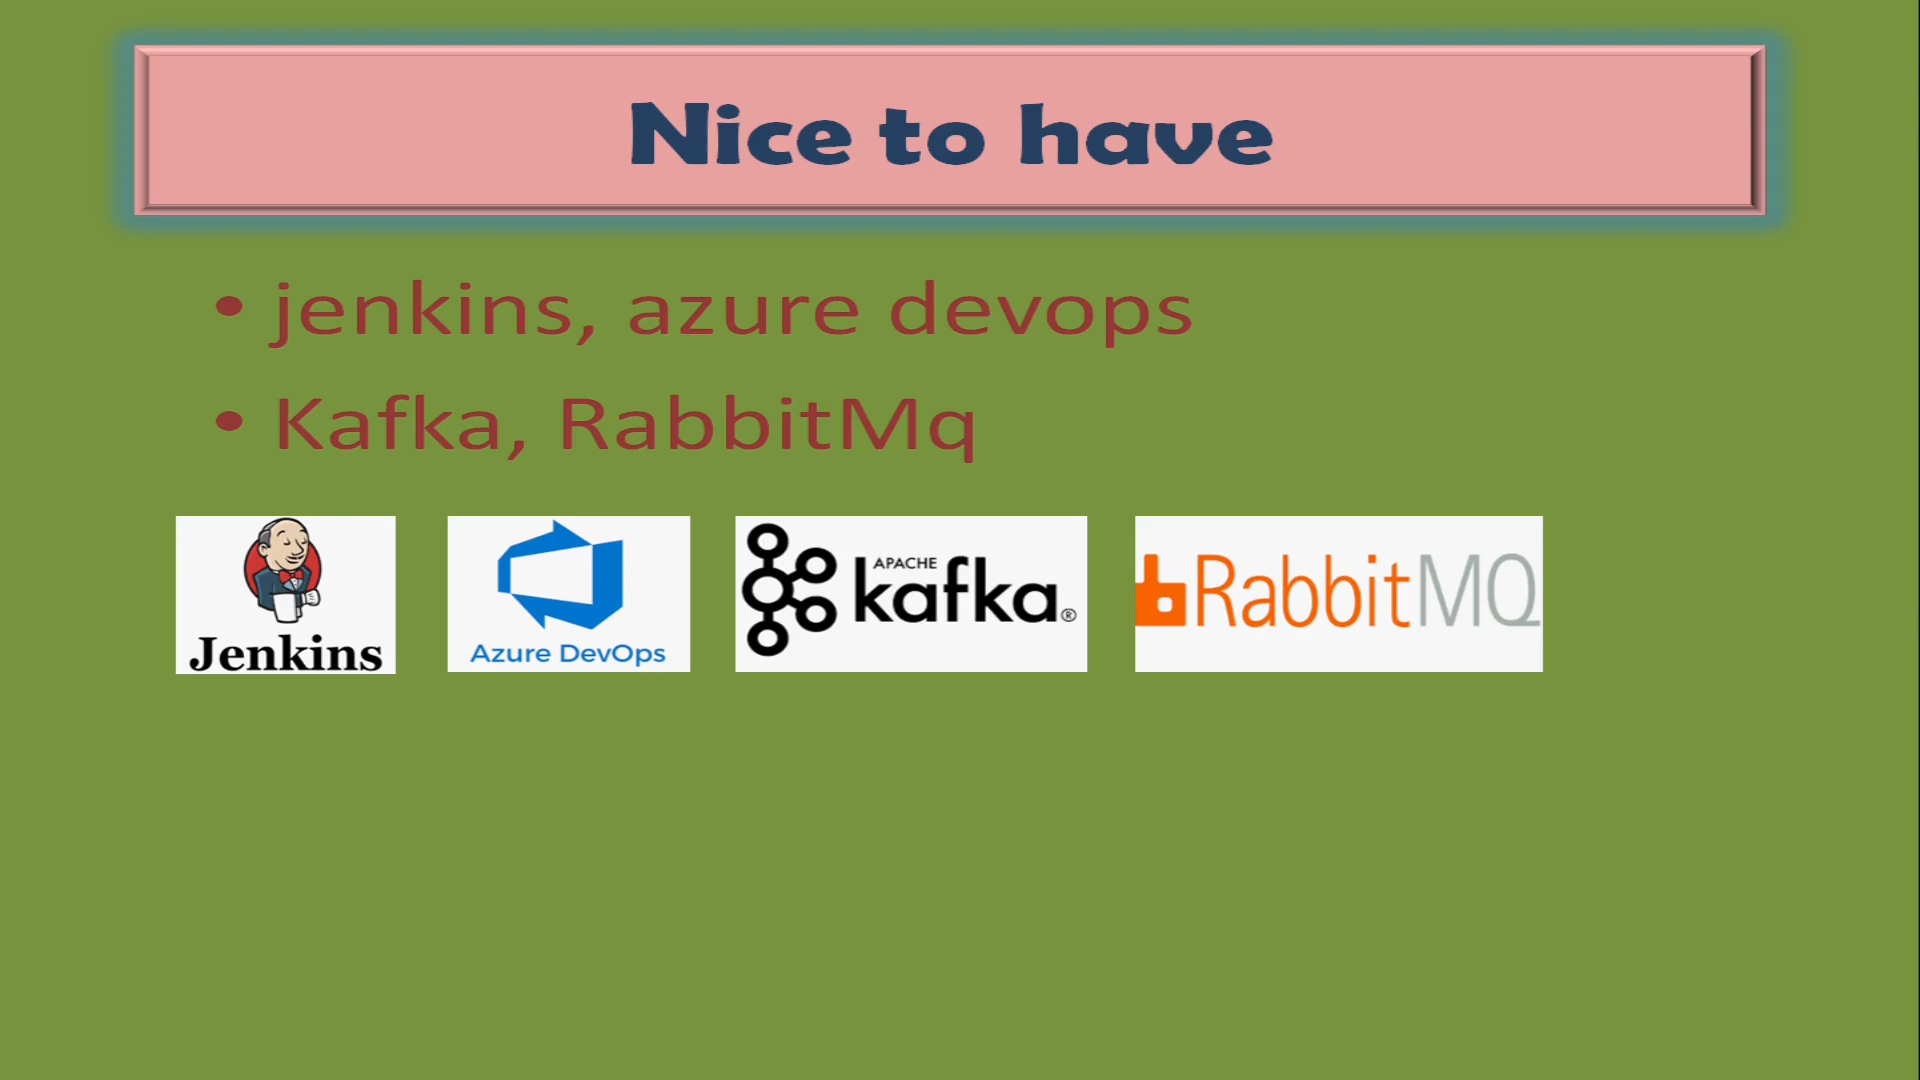 Nice to have
• jenkins, azure devops
• Kafka, RabbitMq
Jenkins
Azure DevOps
APACHE
kafka®
RabbitMQ